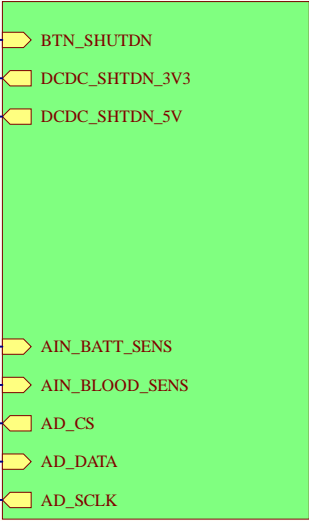 BTN_SHUTDN
DCDC_SHTDN_3V3
DCDC_SHTDN_5V
AIN_BATT_SENS
AIN_BLOOD_SENS
AD_CS
AD_DATA
AD_SCLK